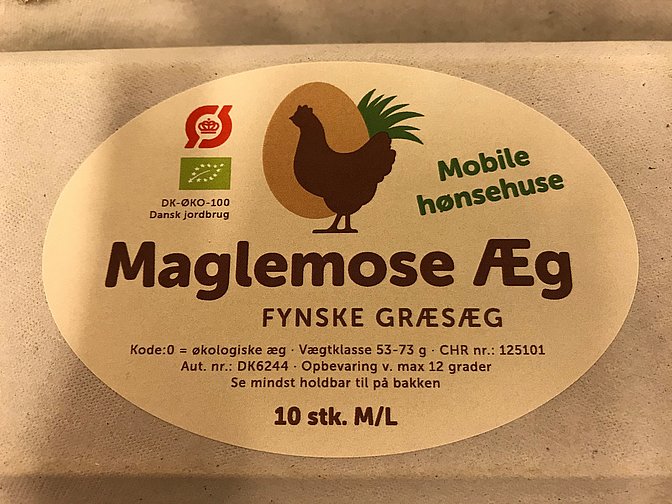 Mobile
hønsehuse
DK-ØKO-100
Dansk jordbrug
Maglemose Æg
FYNSKE GRÆSÆG
Kode:0 = økologiske æg · Vægtklasse 53-73 g · CHR nr.: 125101
Aut. nr.: DK6244 · Opbevaring v. max 12 grader
Se mindst holdbar til på bakken
10 stk. M/L